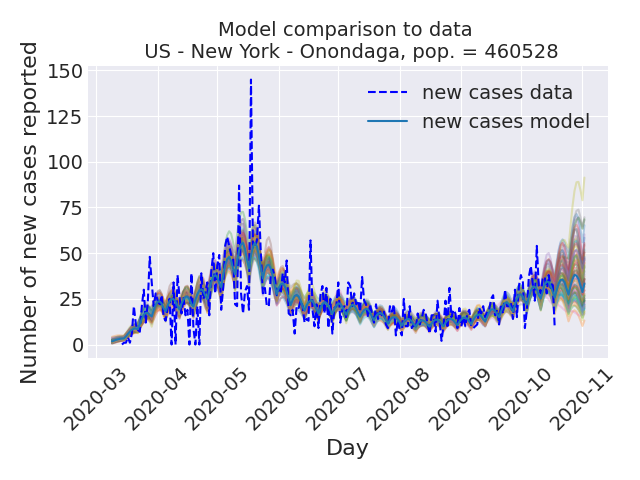 Model comparison to data
US - New York - Onondaga, pop. = 460528
Number of new cases reported
150
125
100
75
50
25
0
new cases data
new cases model
2020-03
2020-04
2020-05
2020-06
2020-07
2020-08
2020-09
2020-10
2020-11
Day